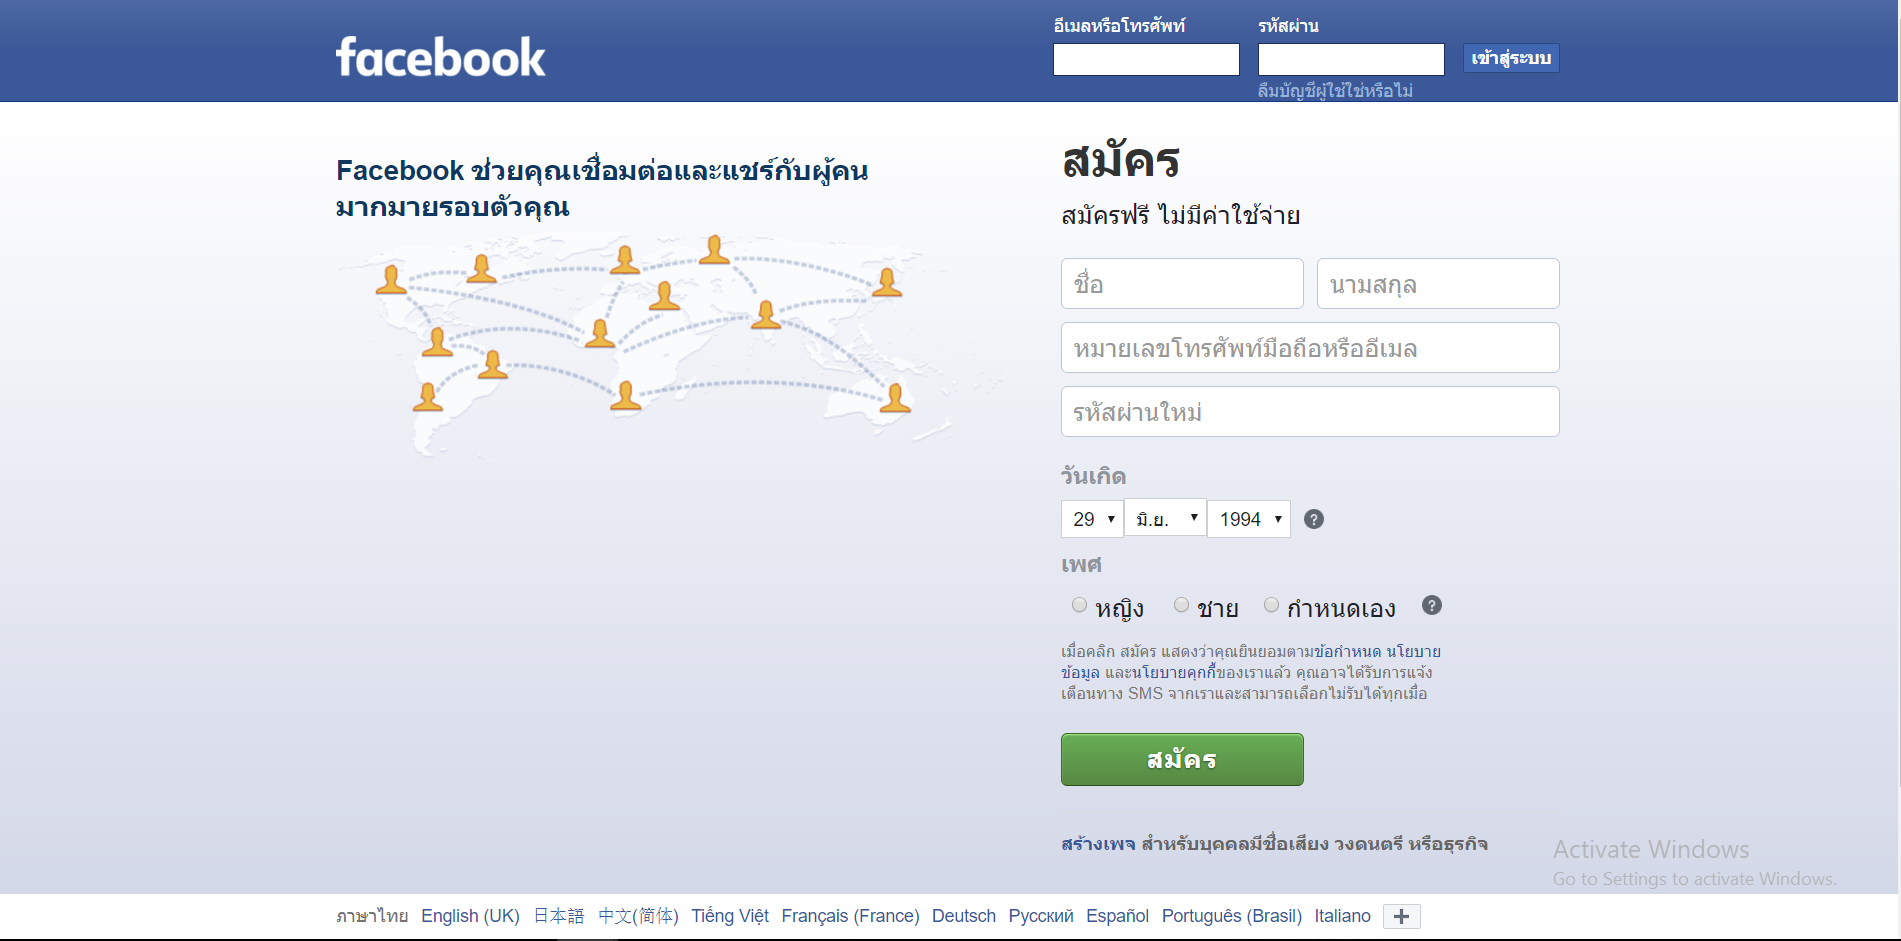 facebook
อีเมลหรือโทรศัพท์
รหัสผ่าน
เข้าสู่ระบบ
ลืมบัญชีผู้ใช้ใช่หรือไม่
Facebook ช่วยคุณเชื่อมต่อและแชร์กับผู้คน
มากมายรอบตัวคุณ
สมัคร
สมัครฟรี ไม่มีค่าใช้จ่าย
ชื่อ
นามสกุล
หมายเลขโทรศัพท์มือถือหรืออีเมล
รหัสผ่านใหม่
วันเกิด
29 มิ.ย. 1994 ?
เพศ
หญิง ชาย กำหนดเอง ?
เมื่อคลิก สมัคร แสดงว่าคุณยินยอมตามข้อกำหนด นโยบาย
ข้อมูล และนโยบายคุกกี้ของเราแล้ว คุณอาจได้รับการแจ้ง
เตือนทาง SMS จากเราและสามารถเลือกไม่รับได้ทุกเมื่อ
สมัคร
สร้างเพจ สำหรับบุคคลมีชื่อเสียง วงดนตรี หรือธุรกิจ
Activate Windows
Go to Settings to activate Windows.
ภาษาไทย English (UK) 日本語 中文(简体) Tiếng Việt Français (France) Deutsch Русский Español Português (Brasil) Italiano +